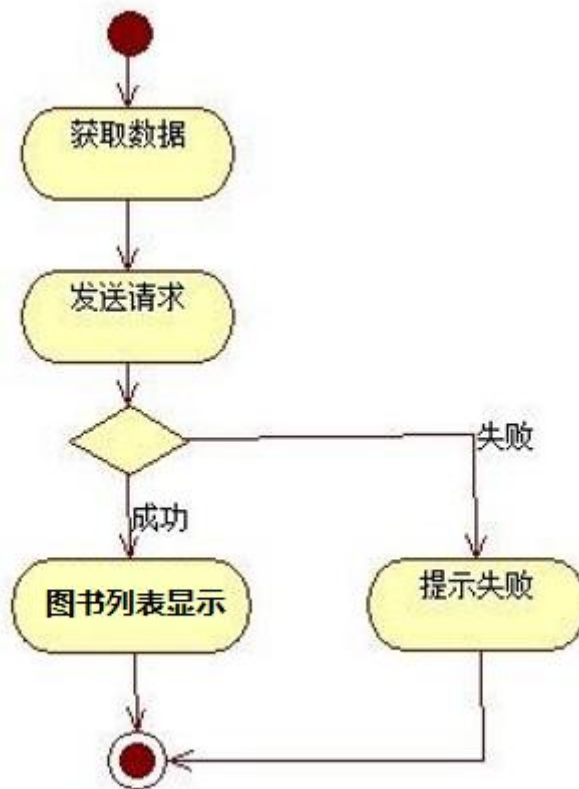 获取数据
发送请求
失败
成功
图书列表显示
提示失败